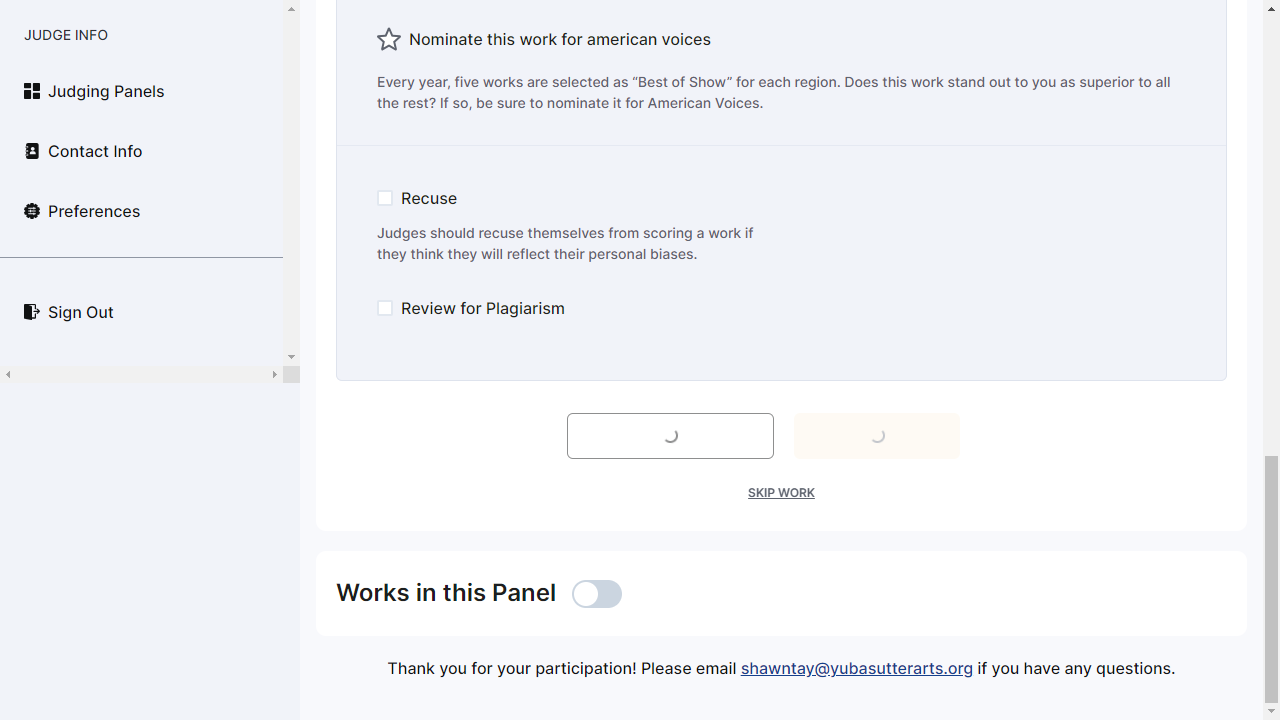 JUDGE INFO
Judging Panels
Contact Info
Preferences
Sign Out
Nominate this work for american voices
Every year, five works are selected as “Best of Show” for each region. Does this work stand out to you as superior to all
the rest? If so, be sure to nominate it for American Voices.
Recuse
Judges should recuse themselves from scoring a work if
they think they will reflect their personal biases.
Review for Plagiarism
SKIP WORK
Works in this Panel
Thank you for your participation! Please email shawntay@yubasutterarts.org if you have any questions.